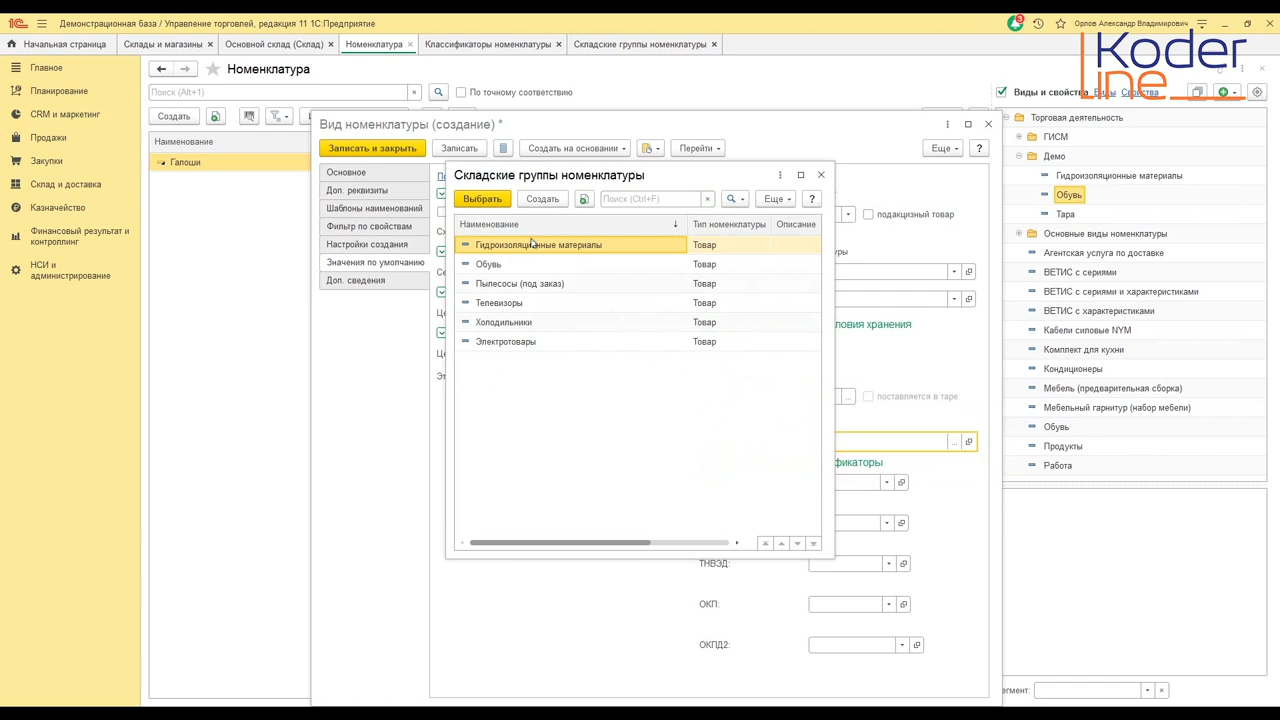 Демонстрационная база / Управление торговлей, редакция 11 1С:Предприятие
3
Орлов Александр Владимирович
Начальная страница
Склады и магазины ×
Основной склад (Склад) ×
Номенклатура ×
Классификаторы номенклатуры ×
Складские группы номенклатуры ×
Koder
line
Главное
Планирование
CRM и маркетинг
Продажи
Закупки
Склад и доставка
Казначейство
Финансовый результат и
контроллинг
НСИ и
администрирование
Номенклатура
Поиск (Alt+1)
По точному соответствию
Создать
Наименование
Галоши
Вид номенклатуры (создание) *
Записать и закрыть
Записать
Создать на основании
Перейти
Еще
?
Основное
Доп. реквизиты
Шаблоны наименований
Фильтр по свойствам
Настройки создания
Значения по умолчанию
Доп. сведения
подакцизный товар
ловия хранения
поставляется в таре
фикаторы
ТНВЭД:
ОКП:
ОКПД2:
Складские группы номенклатуры
Выбрать
Создать
Поиск (Ctrl+F)
Еще
?
Наименование Тип номенклатуры Описание
Гидроизоляционные материалы Товар
Обувь Товар
Пылесосы (под заказ) Товар
Телевизоры Товар
Холодильники Товар
Электротовары Товар
Виды и свойства
Свойства
Торговая деятельность
ГИСМ
Демо
Гидроизоляционные материалы
Обувь
Тара
Основные виды номенклатуры
Агентская услуга по доставке
ВЕТИС с сериями
ВЕТИС с сериями и характеристиками
ВЕТИС с характеристиками
Кабели силовые NYM
Комплект для кухни
Кондиционеры
Мебель (предварительная сборка)
Мебельный гарнитур (набор мебели)
Обувь
Продукты
Работа
егмент: